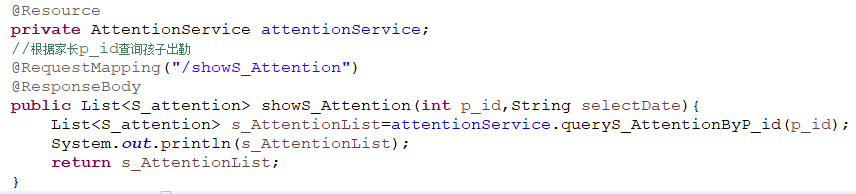 @Resource
private AttentionService attentionService;
//根据家长p_id查询孩子出勤
@RequestMapping("/showS_Attention")
@ResponseBody
public List<S_attention> showS_Attention(int p_id,String selectDate){
    List<S_attention> s_AttentionList=attentionService.queryS_AttentionByP_id(p_id);
    System.out.println(s_AttentionList);
    return s_AttentionList;
}